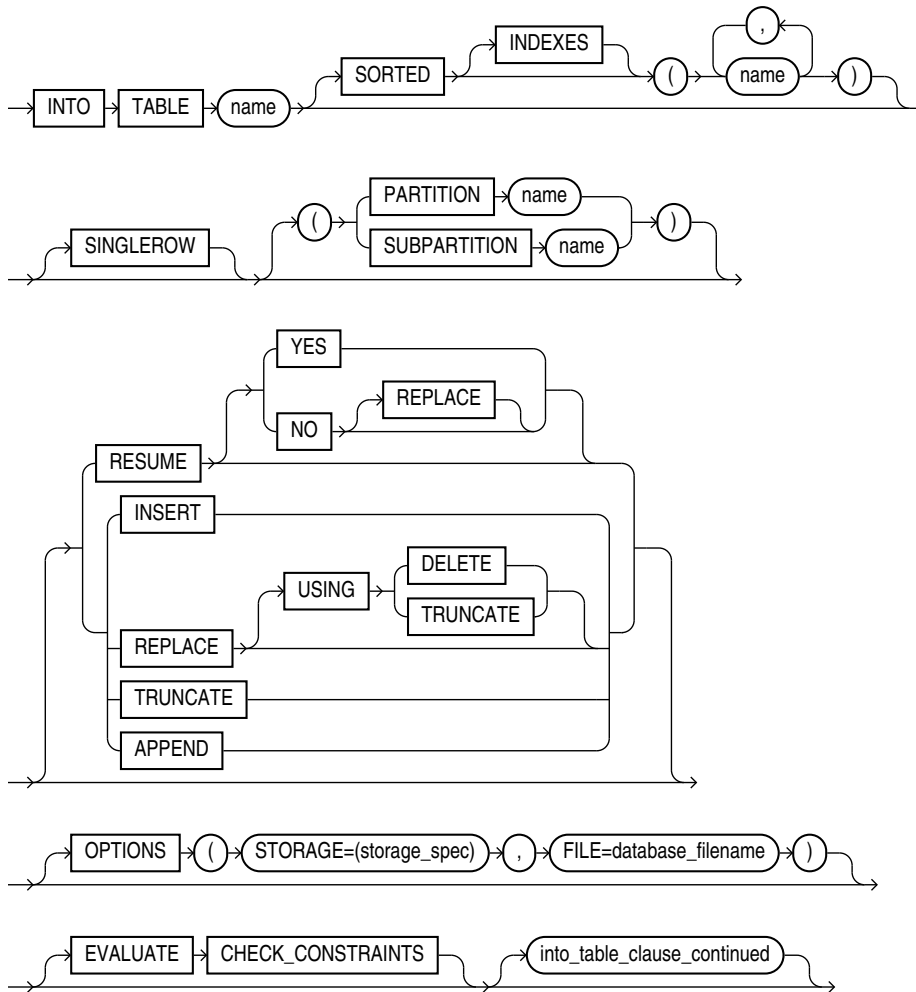 INDEXES ,
SORTED ( name )
INTO TABLE name
PARTITION name
SINGLEROW ( )
SUBPARTITION name
YES
REPLACE
NO
RESUME
INSERT
DELETE
USING
TRUNCATE
REPLACE
TRUNCATE
APPEND
OPTIONS ( STORAGE=(storage_spec) , FILE=database_filename )
EVALUATE CHECK_CONSTRAINTS into_table_clause_continued